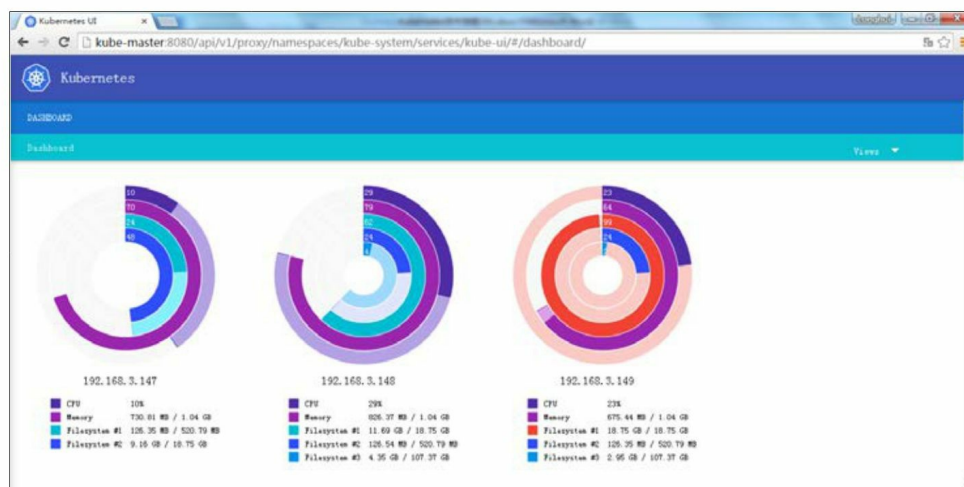 Kubernetes UI
kube-master:8080/api/v1/proxy/namespaces/kube-system/services/kube-ui/#/dashboard/
Kubernetes
DASHBOARD
Dashboard
Views
10
70
24
48
29
79
62
24
4
23
64
99
24
192.168.3.147
CPU 10%
Memory 730.81 MB / 1.04 GB
Filesystem #1 126.35 MB / 520.79 MB
Filesystem #2 9.16 GB / 18.75 GB
192.168.3.148
CPU 29%
Memory 826.37 MB / 1.04 GB
Filesystem #1 11.69 GB / 18.75 GB
Filesystem #2 126.54 MB / 520.79 MB
Filesystem #3 4.35 GB / 107.37 GB
192.168.3.149
CPU 23%
Memory 675.44 MB / 1.04 GB
Filesystem #1 18.75 GB / 18.75 GB
Filesystem #2 126.35 MB / 520.79 MB
Filesystem #3 2.95 GB / 107.37 GB